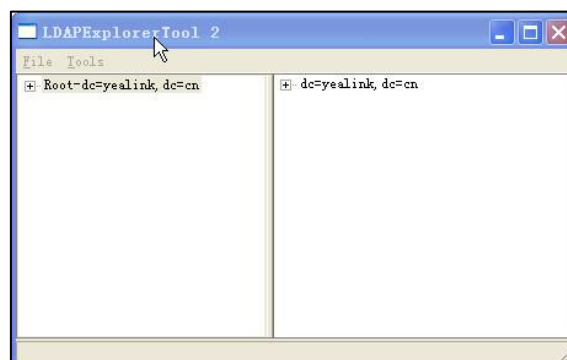 LDAPExplorerTool 2
File Tools
Root-dc=yealink, dc=cn
dc=yealink, dc=cn